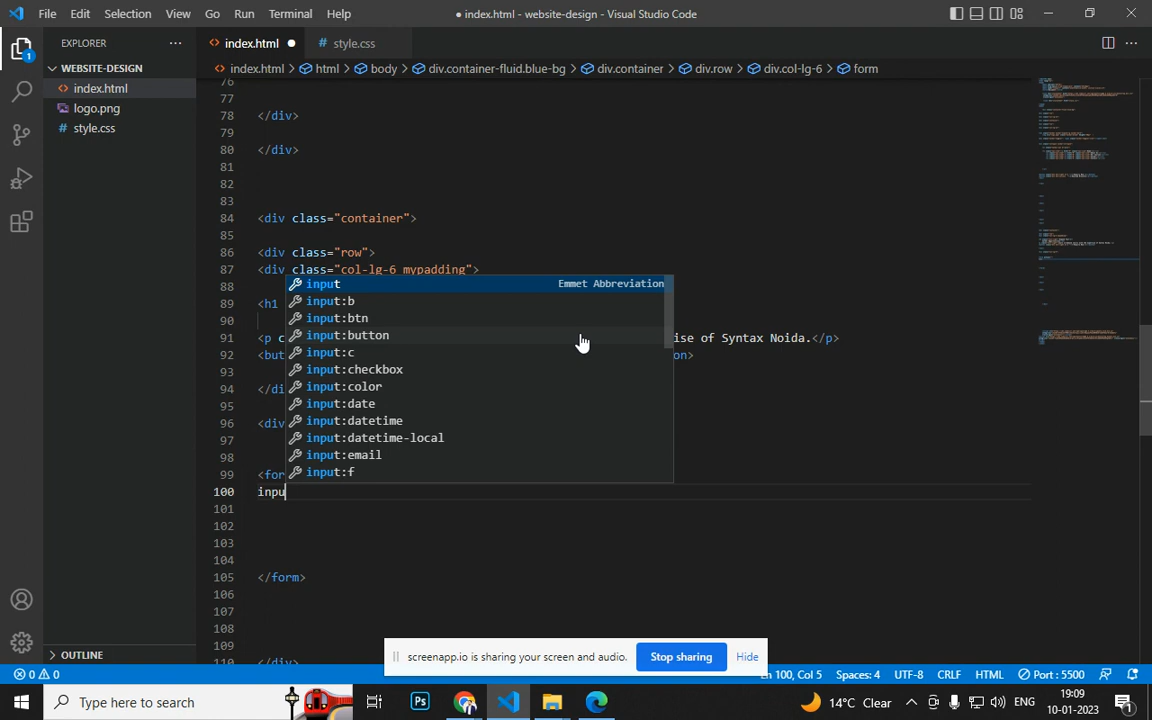 File Edit Selection View Go Run Terminal Help
● index.html - website-design - Visual Studio Code
EXPLORER
index.html
style.css
WEBSITE-DESIGN
index.html
logo.png
style.css
1
index.html > html > body > div.container-fluid.blue-bg > div.container > div.row > div.col-lg-6 > form
76
77
78 </div>
79
80 </div>
81
82
83
84 <div class="container">
85
86 <div class="row">
87 <div class="col-lg-6 mypadding">
88
89 <h1
90
91 <p c ise of Syntax Noida.</p>
92 <but on>
93
94 </di
95
96 <div
97
98
99 <for
100 inpu
101
102
103
104
105 </form>
106
107
108
109
110 </div>
input Emmet Abbreviation
input:b
input:btn
input:button
input:c
input:checkbox
input:color
input:date
input:datetime
input:datetime-local
input:email
input:f
OUTLINE
screenapp.io is sharing your screen and audio. Stop sharing Hide
0 0
Ln 100, Col 5 Spaces: 4 UTF-8 CRLF HTML Port : 5500
Type here to search
Ps
14°C Clear
ENG
19:09
10-01-2023
1